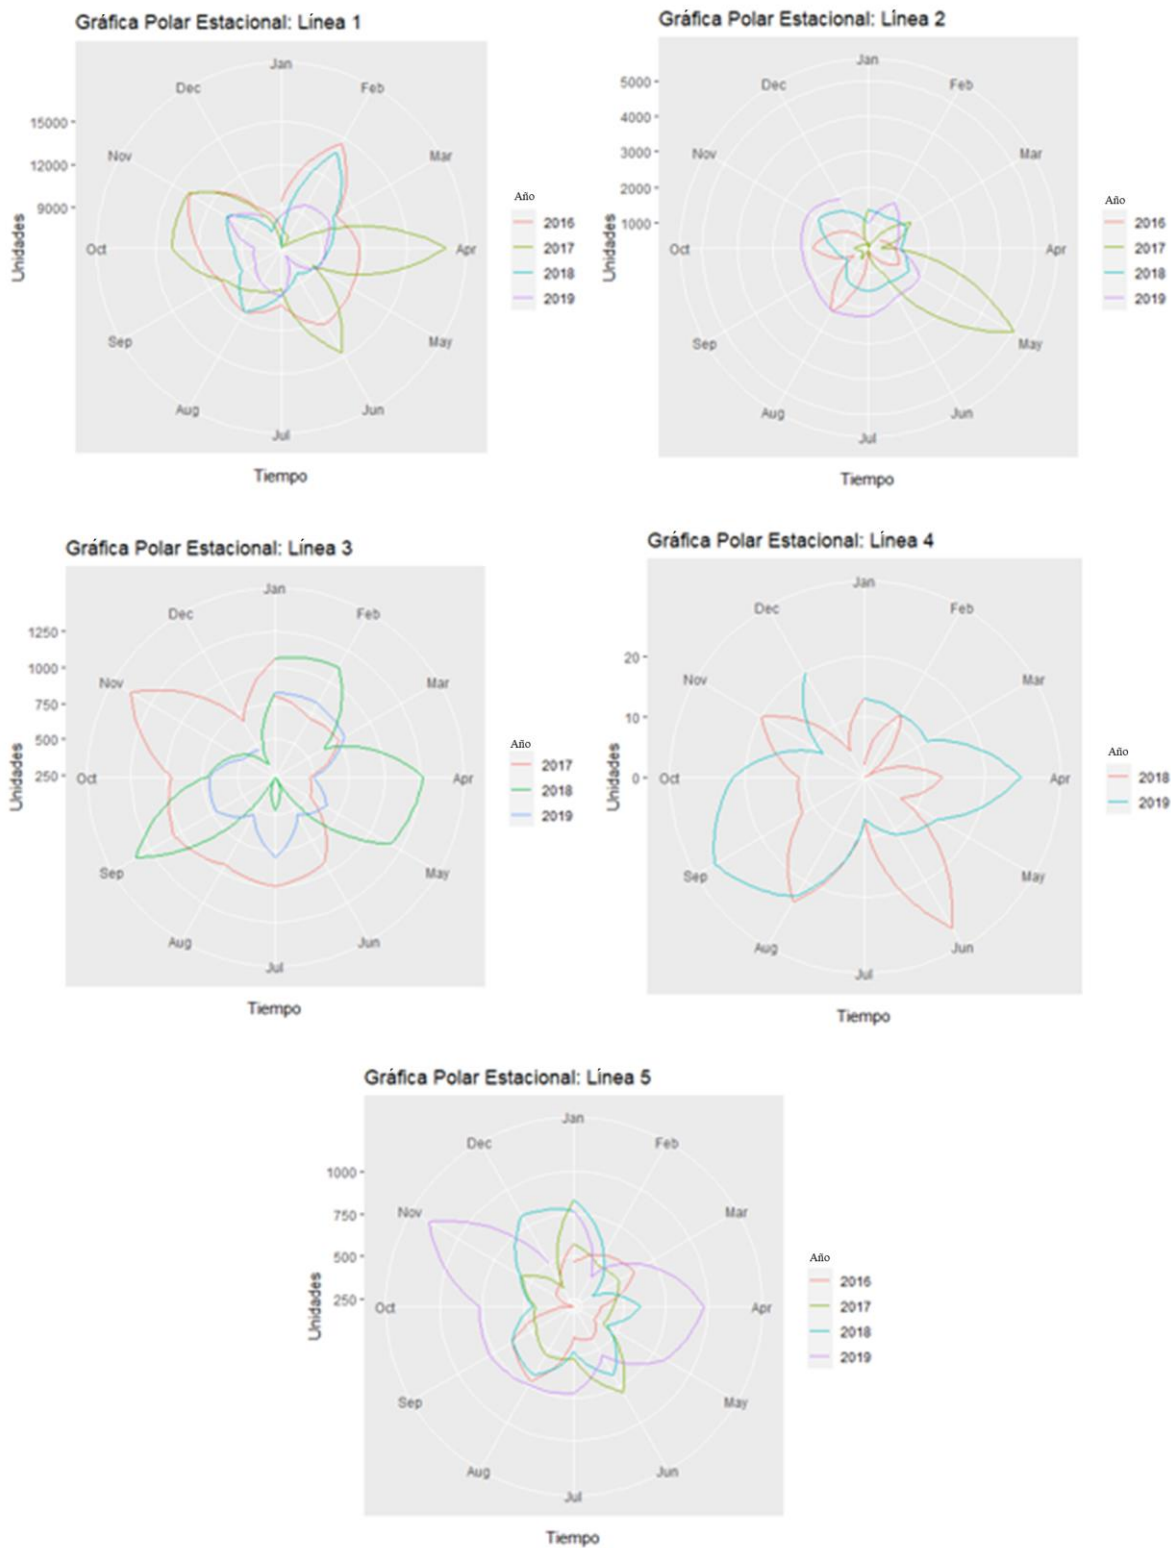 Gráfica Polar Estacional: Línea 1
Jan
Feb
Mar
Apr
May
Jun
Jul
Aug
Sep
Oct
Nov
Dec
15000
12000
9000
Unidades
Tiempo
Año
2016
2017
2018
2019
Gráfica Polar Estacional: Línea 2
Jan
Feb
Mar
Apr
May
Jun
Jul
Aug
Sep
Oct
Nov
Dec
5000
4000
3000
2000
1000
Unidades
Tiempo
Año
2016
2017
2018
2019
Gráfica Polar Estacional: Línea 3
Jan
Feb
Mar
Apr
May
Jun
Jul
Aug
Sep
Oct
Nov
Dec
1250
1000
750
500
250
Unidades
Tiempo
Año
2017
2018
2019
Gráfica Polar Estacional: Línea 4
Jan
Feb
Mar
Apr
May
Jun
Jul
Aug
Sep
Oct
Nov
Dec
20
10
0
Unidades
Tiempo
Año
2018
2019
Gráfica Polar Estacional: Línea 5
Jan
Feb
Mar
Apr
May
Jun
Jul
Aug
Sep
Oct
Nov
Dec
1000
750
500
250
Unidades
Tiempo
Año
2016
2017
2018
2019